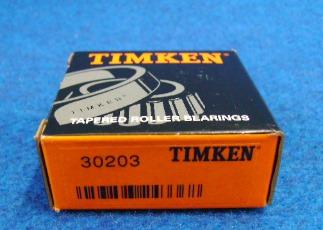 TIMKEN
TIMKEN
TAPERED ROLLER BEARINGS
30203 TIMKEN